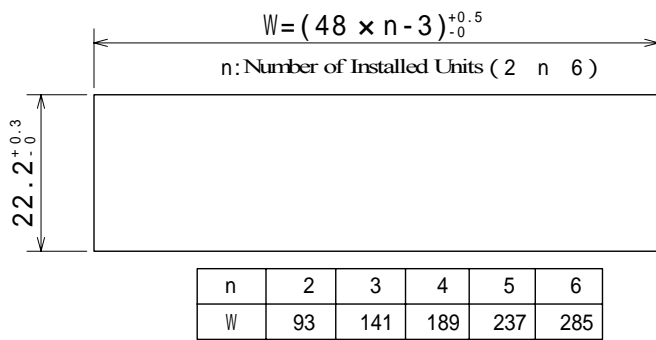 W=(48 × n-3) +0.5 -0
n:Number of Installed Units (2 n 6)
22.2 +0.3 -0
n 2 3 4 5 6
W 93 141 189 237 285